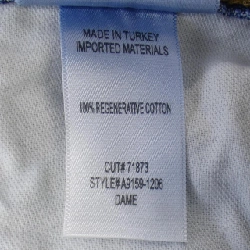 MADE IN TURKEY
IMPORTED MATERIALS
100% REGENERATIVE COTTON
CUT# 71873
STYLE#A3159-1206
DAME